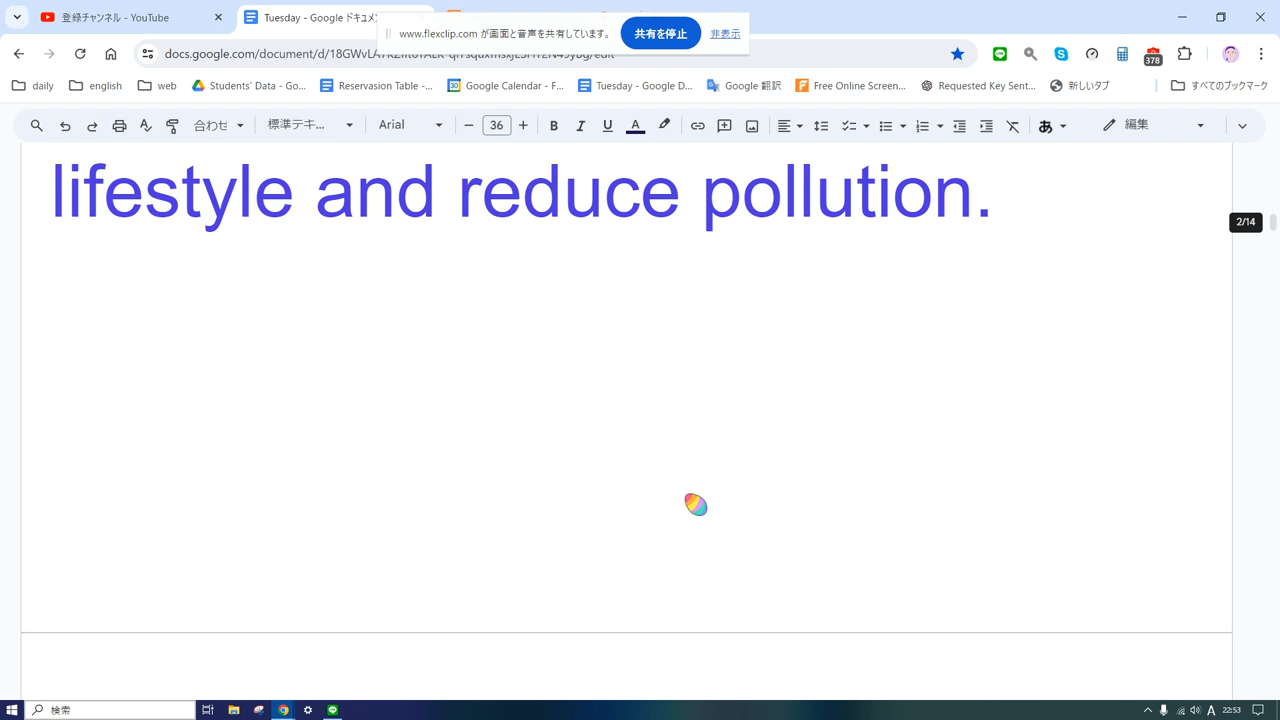 登録チャンネル - YouTube
Tuesday - Google ドキュメン
www.flexclip.com が画面と音声を共有しています。
共有を停止
非表示
378
daily
english
web
Students' Data - Go...
Reservasion Table -...
Google Calendar - F...
Tuesday - Google D...
Google 翻訳
Free Online Screen...
Requested Key Sent...
新しいタブ
すべてのブックマーク
合わせ
標準テキ...
Arial
36
B
I
U
A
あ
編集
lifestyle and reduce pollution.
2/14
検索
A
22:53